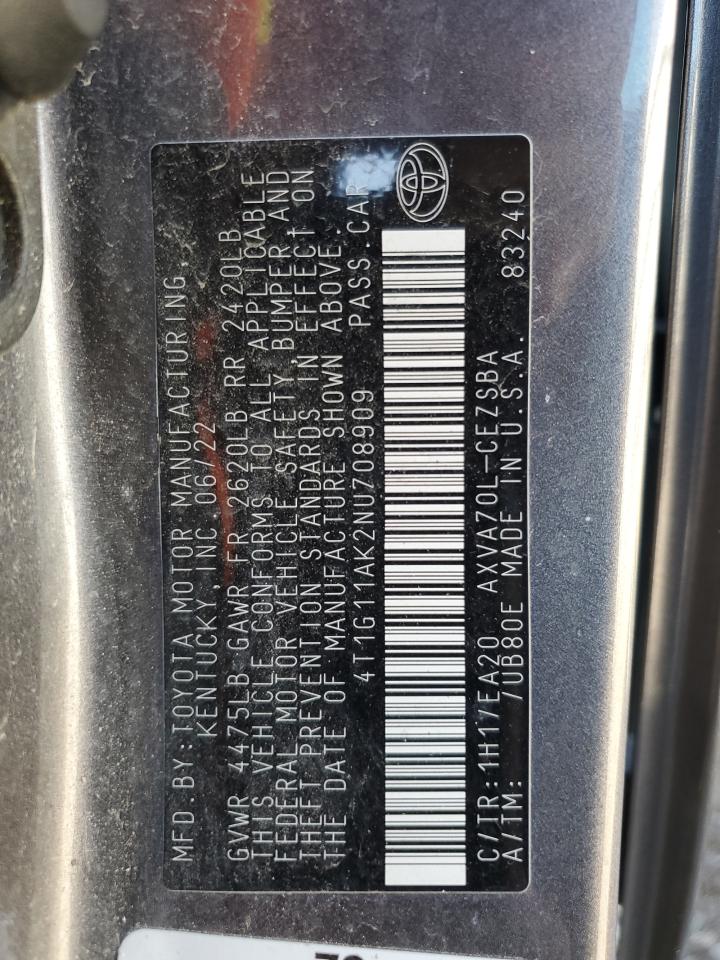 MFD.BY:TOYOTA MOTOR MANUFACTURING,
KENTUCKY INC 06/22
GVWR 4475LB GAWR FR 2620LB RR 2420LB
THIS VEHICLE CONFORMS TO ALL APPLICABLE
FEDERAL MOTOR VEHICLE SAFETY, BUMPER AND
THEFT PREVENTION STANDARDS IN EFFECT ON
THE DATE OF MANUFACTURE SHOWN ABOVE.
4T1G11AK2NU708909 PASS.CAR
C/TR:1H17EA20 AXVA70L-CEZSBA
A/TM: /UB80E MADE IN U.S.A. 83240